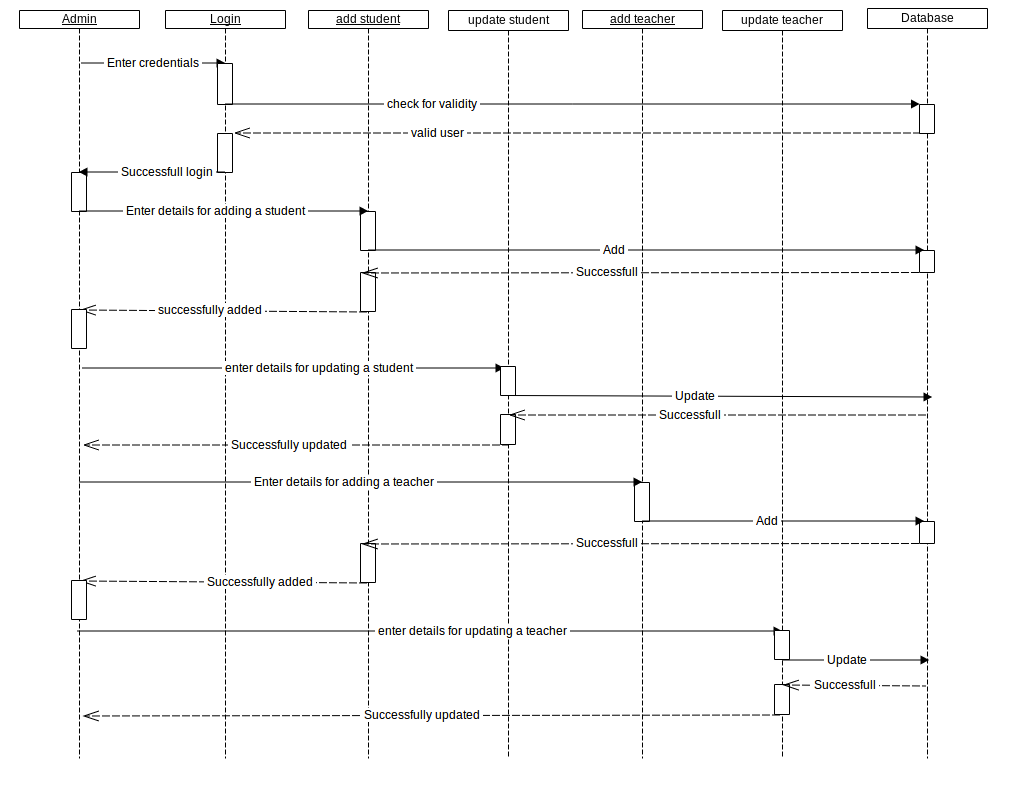 Admin
Login
add student
update student
add teacher
update teacher
Database
Enter credentials
check for validity
valid user
Successfull login
Enter details for adding a student
Add
Successfull
successfully added
enter details for updating a student
Update
Successfull
Successfully updated
Enter details for adding a teacher
Add
Successfull
Successfully added
enter details for updating a teacher
Update
Successfull
Successfully updated